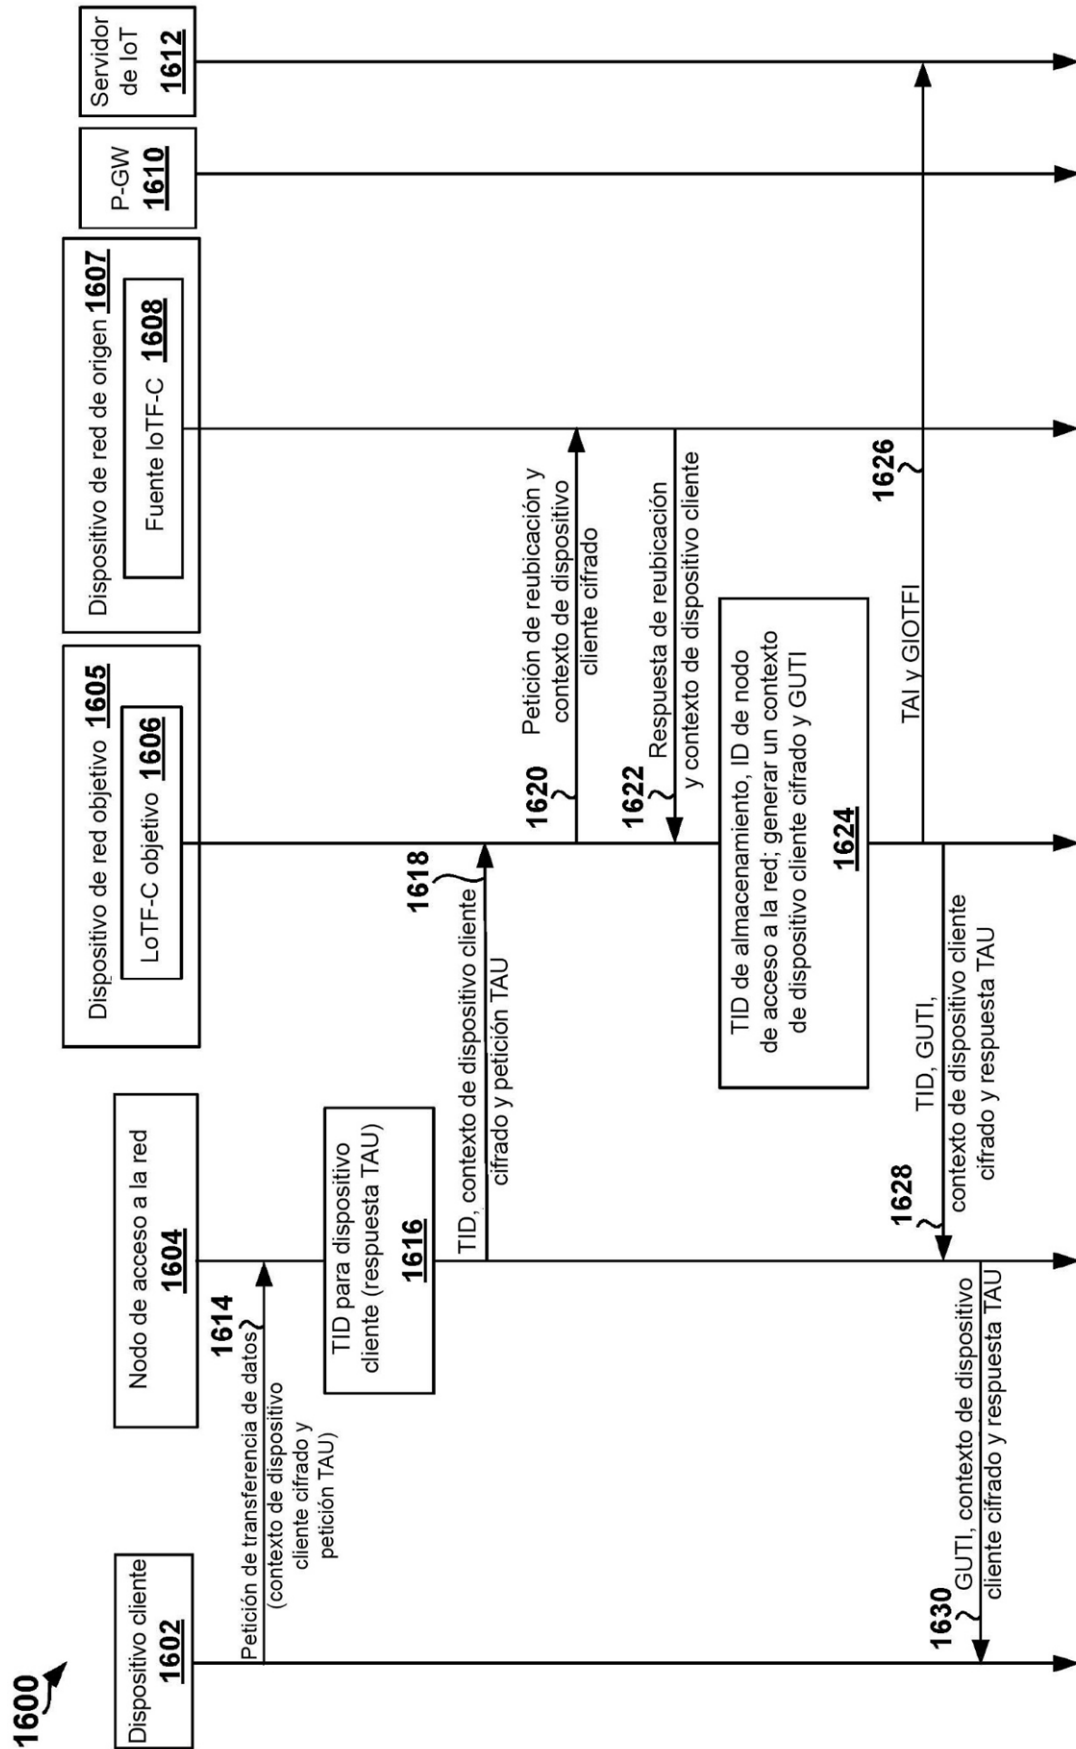 1600
Dispositivo cliente
1602
Nodo de acceso a la red
1604
Dispositivo de red objetivo 1605
LoTF-C objetivo 1606
Dispositivo de red de origen 1607
Fuente IoTF-C 1608
P-GW
1610
Servidor
de IoT
1612
1614
Petición de transferencia de datos
(contexto de dispositivo
cliente cifrado y
petición TAU)
TID para dispositivo
cliente (respuesta TAU)
1616
1618
TID, contexto de dispositivo cliente
cifrado y petición TAU
1620
Petición de reubicación y
contexto de dispositivo
cliente cifrado
1622
Respuesta de reubicación
y contexto de dispositivo cliente
TID de almacenamiento, ID de nodo
de acceso a la red; generar un contexto
de dispositivo cliente cifrado y GUTI
1624
1626
TAI y GIOTFI
1628
TID, GUTI,
contexto de dispositivo cliente
cifrado y respuesta TAU
1630
GUTI, contexto de dispositivo
cliente cifrado y respuesta TAU